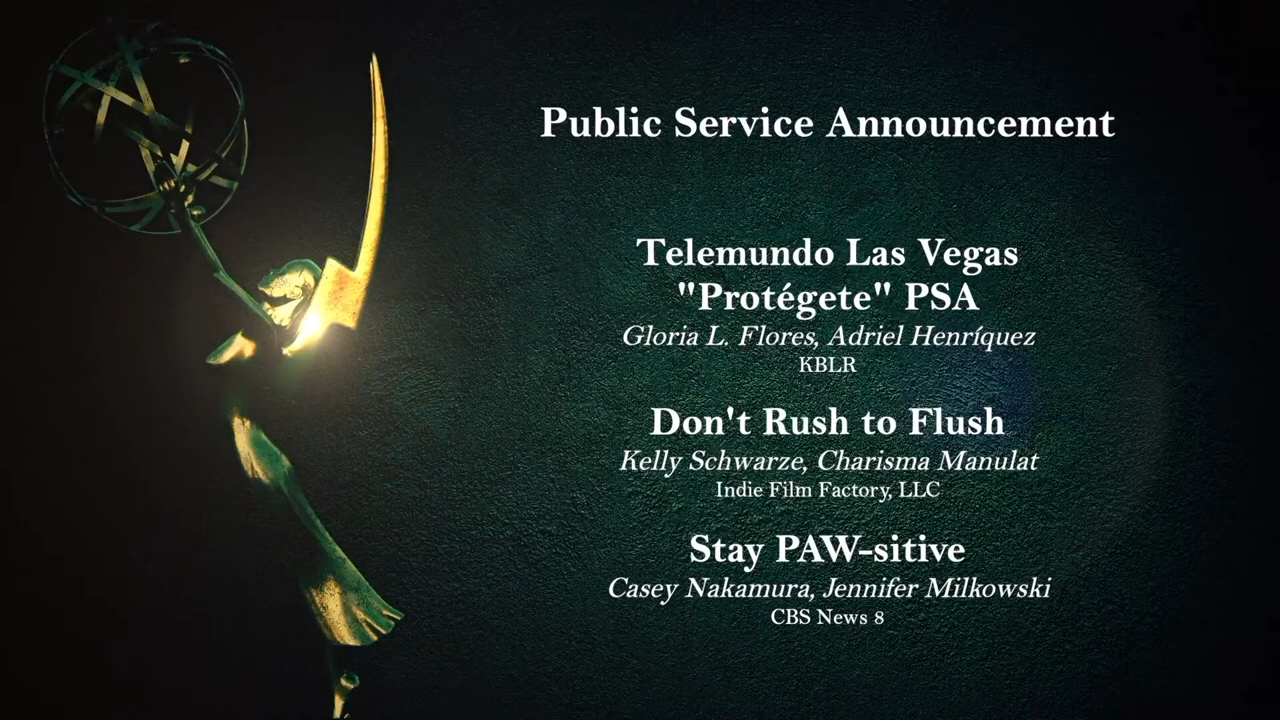 Public Service Announcement
Telemundo Las Vegas
"Protégete" PSA
Gloria L. Flores, Adriel Henríquez
KBLR
Don't Rush to Flush
Kelly Schwarze, Charisma Manulat
Indie Film Factory, LLC
Stay PAW-sitive
Casey Nakamura, Jennifer Milkowski
CBS News 8